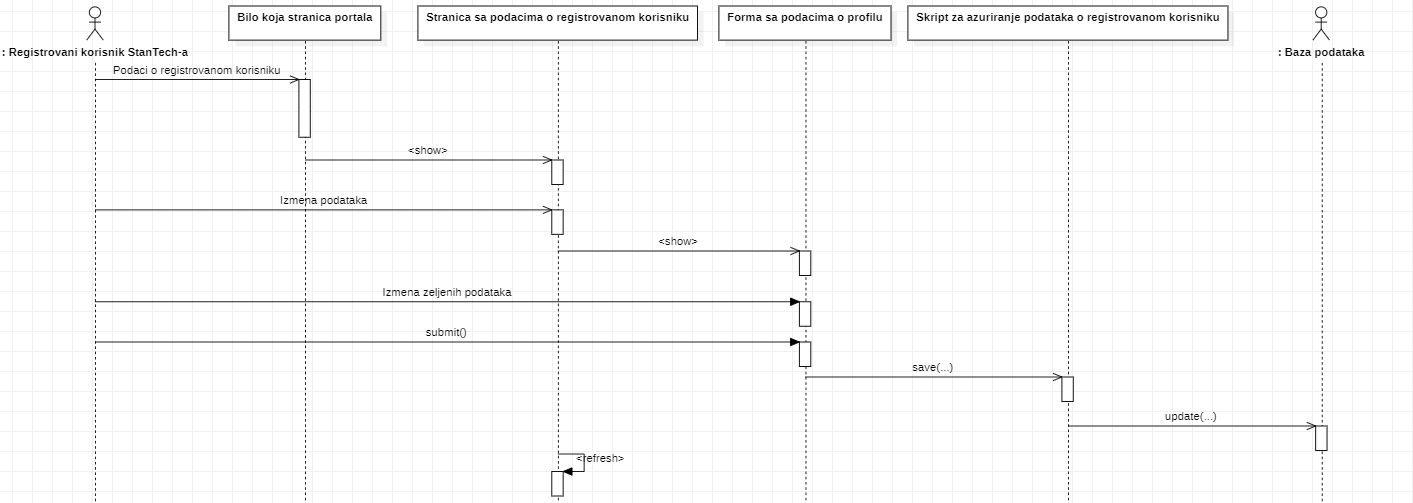 Bilo koja stranica portala
Stranica sa podacima o registrovanom korisniku
Forma sa podacima o profilu
Skript za azuriranje podataka o registrovanom korisniku
: Registrovani korisnik StanTech-a
: Baza podataka
Podaci o registrovanom korisniku
<show>
Izmena podataka
<show>
Izmena zeljenih podataka
submit()
save(...)
update(...)
<refresh>